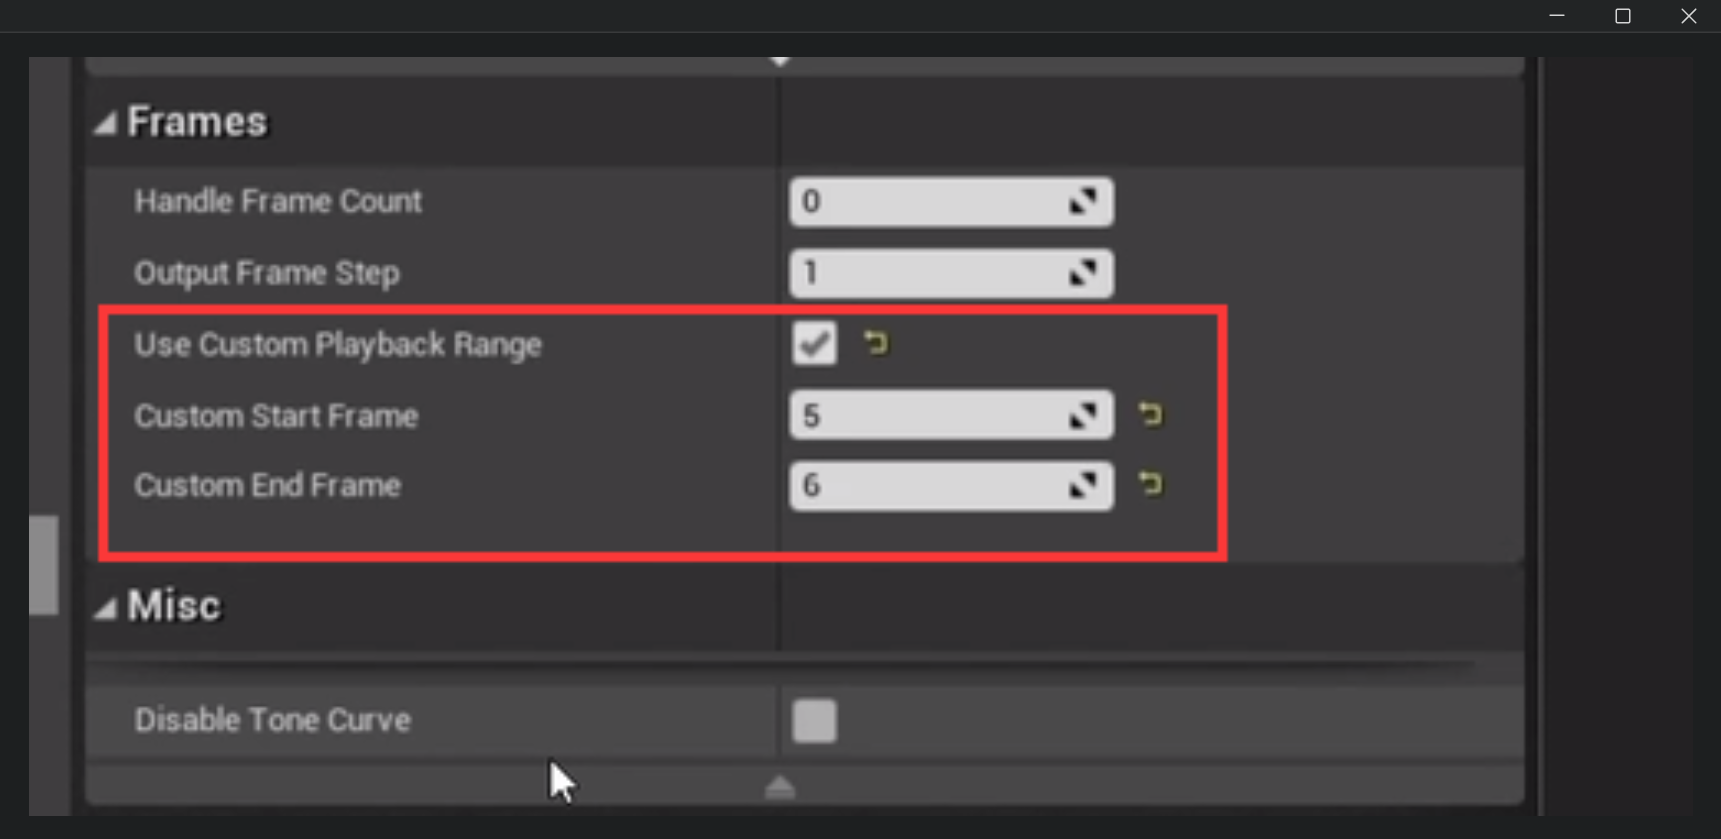 Frames
Handle Frame Count 0
Output Frame Step 1
Use Custom Playback Range
Custom Start Frame 5
Custom End Frame 6
Misc
Disable Tone Curve